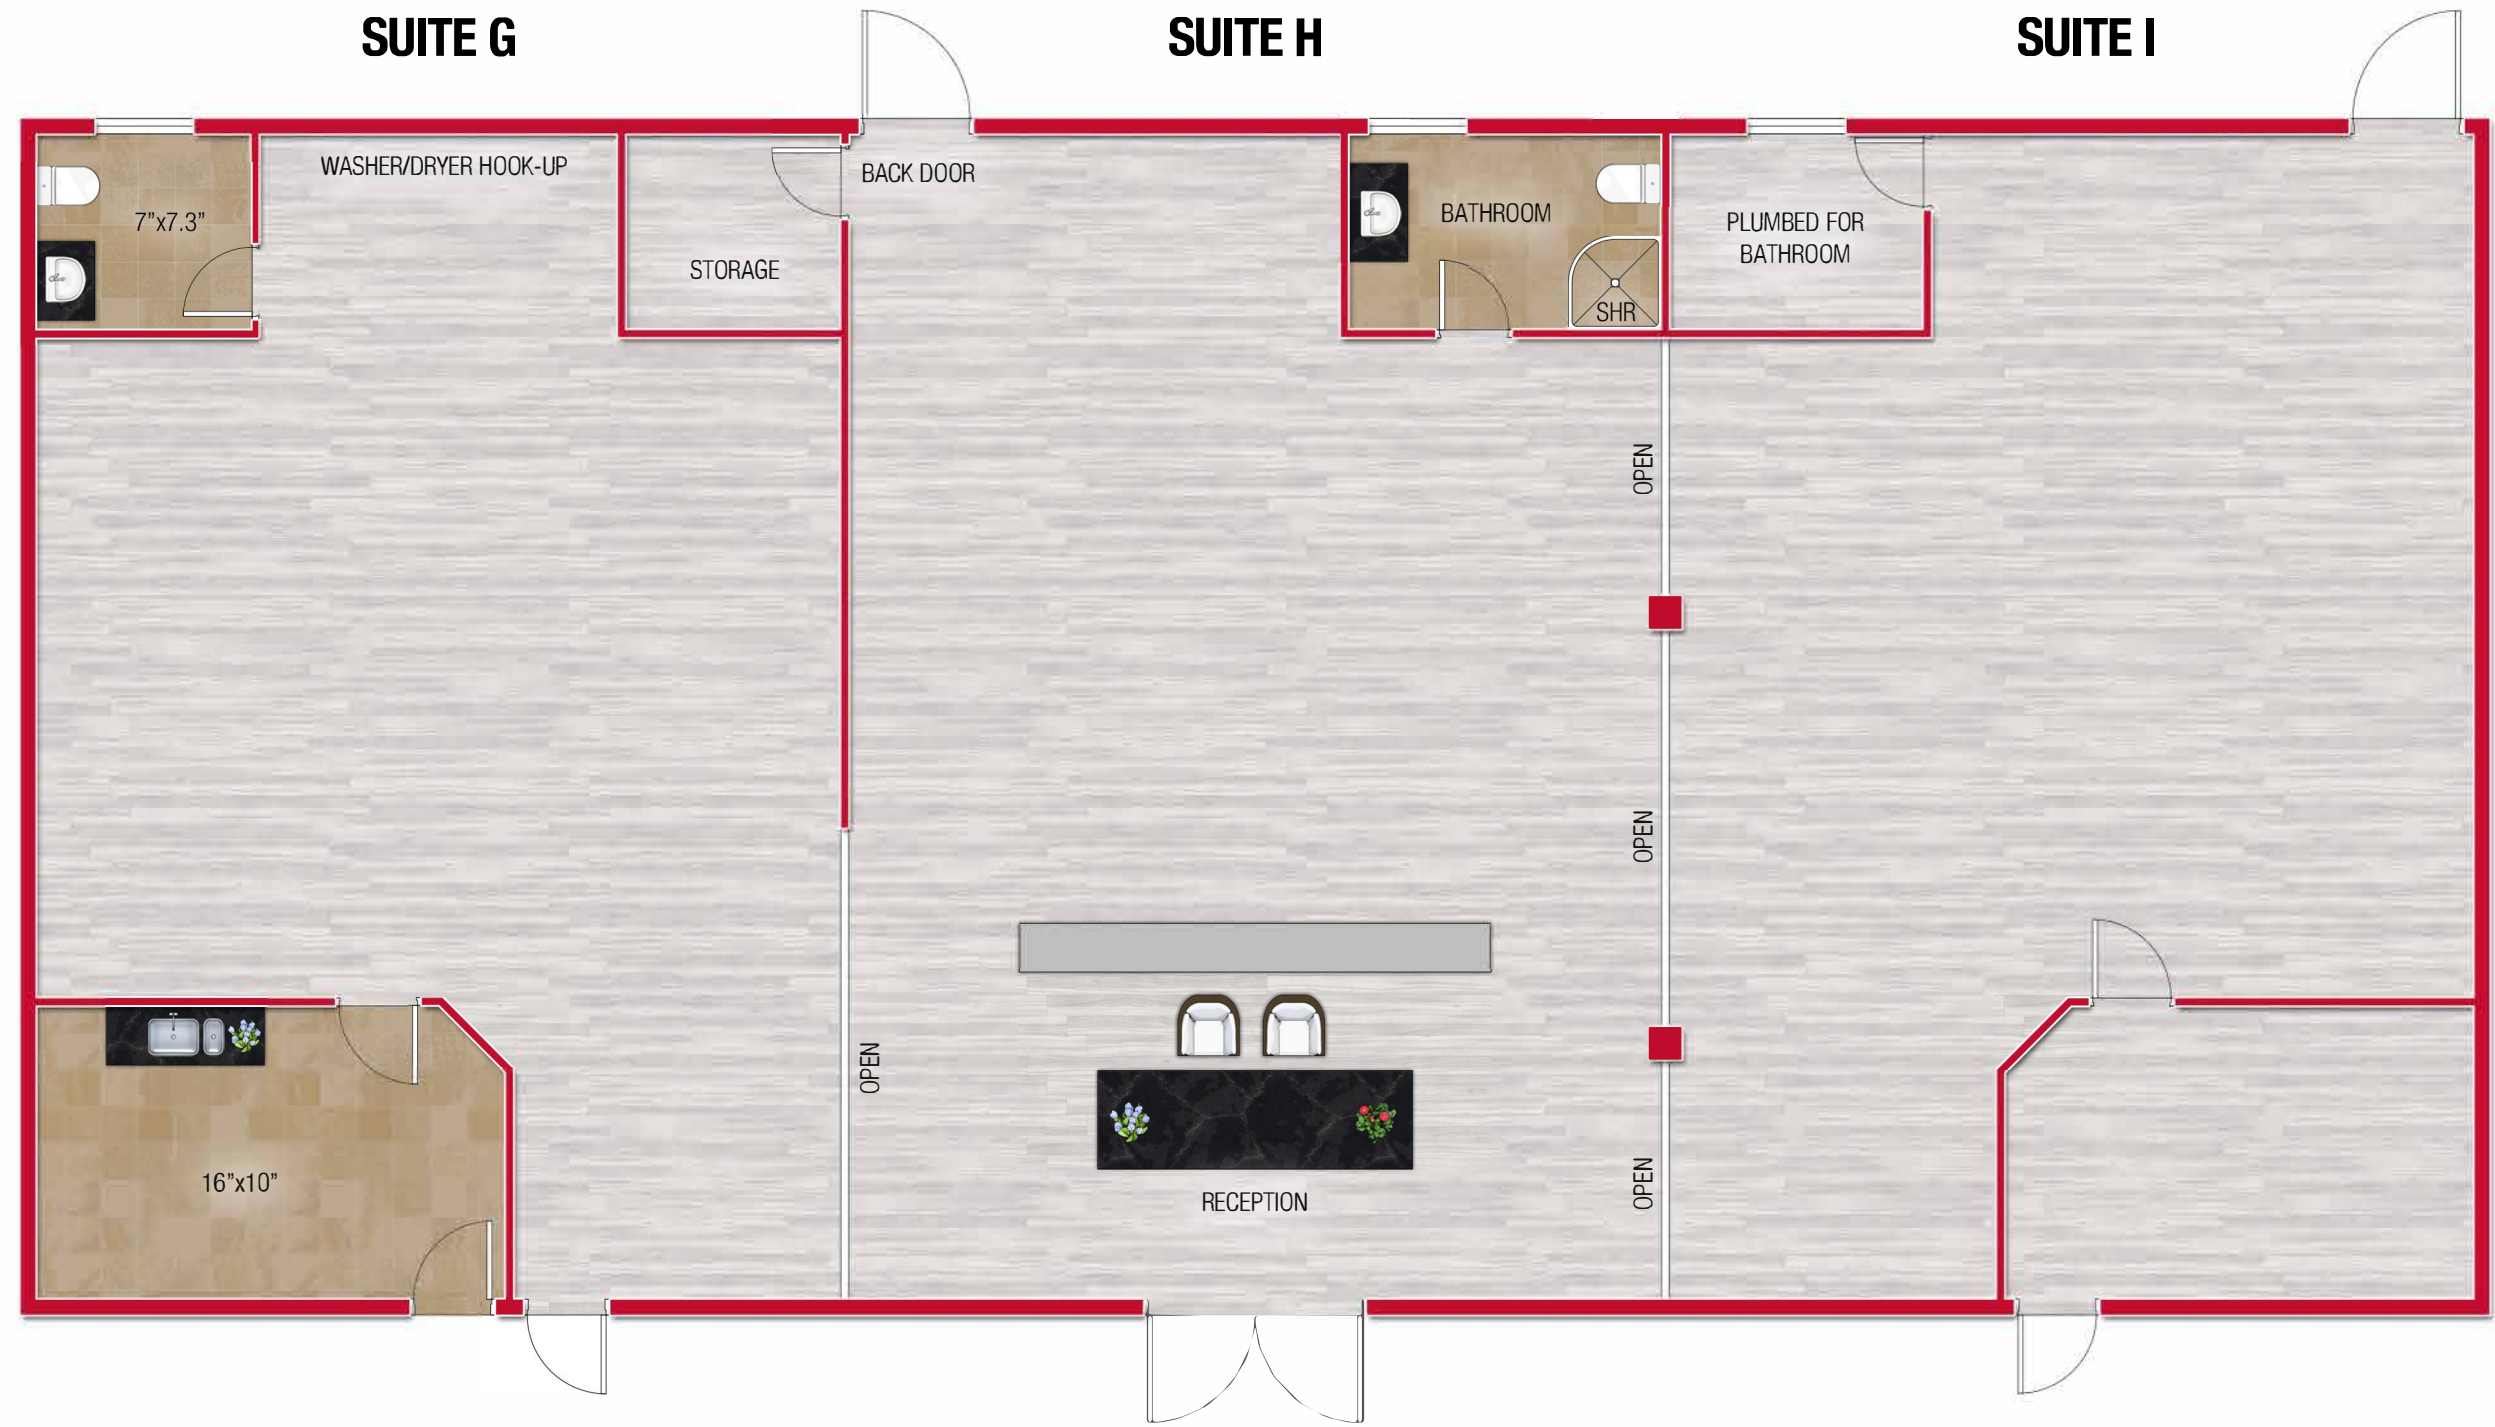 SUITE G
SUITE H
SUITE I
WASHER/DRYER HOOK-UP
BACK DOOR
7”x7.3”
STORAGE
BATHROOM
SHR
PLUMBED FOR
BATHROOM
OPEN
OPEN
OPEN
OPEN
16”x10”
RECEPTION